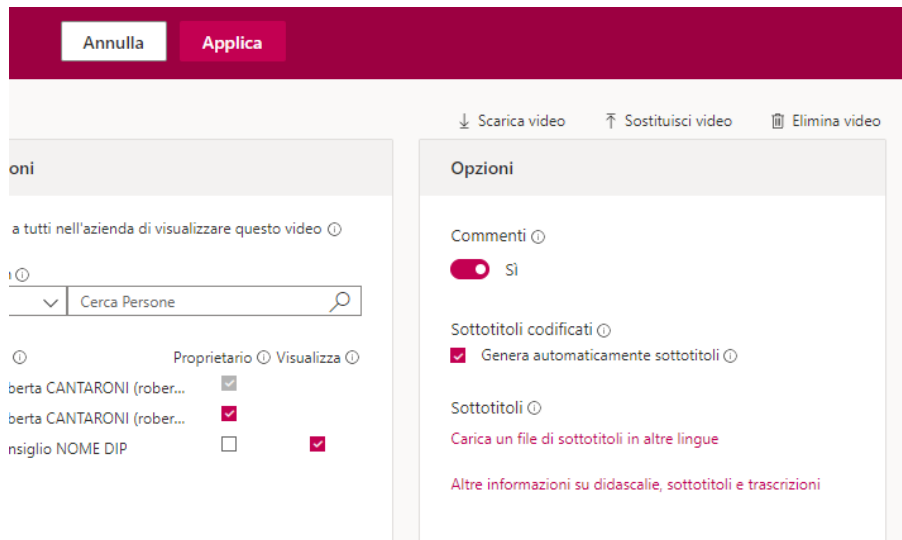 Annulla Applica
Scarica video Sostituisci video Elimina video
oni
a tutti nell'azienda di visualizzare questo video
Cerca Persone
Proprietario Visualizza
berta CANTARONI (rober...
berta CANTARONI (rober...
nsiglio NOME DIP
Opzioni
Commenti
Sì
Sottotitoli codificati
Genera automaticamente sottotitoli
Sottotitoli
Carica un file di sottotitoli in altre lingue
Altre informazioni su didascalie, sottotitoli e trascrizioni